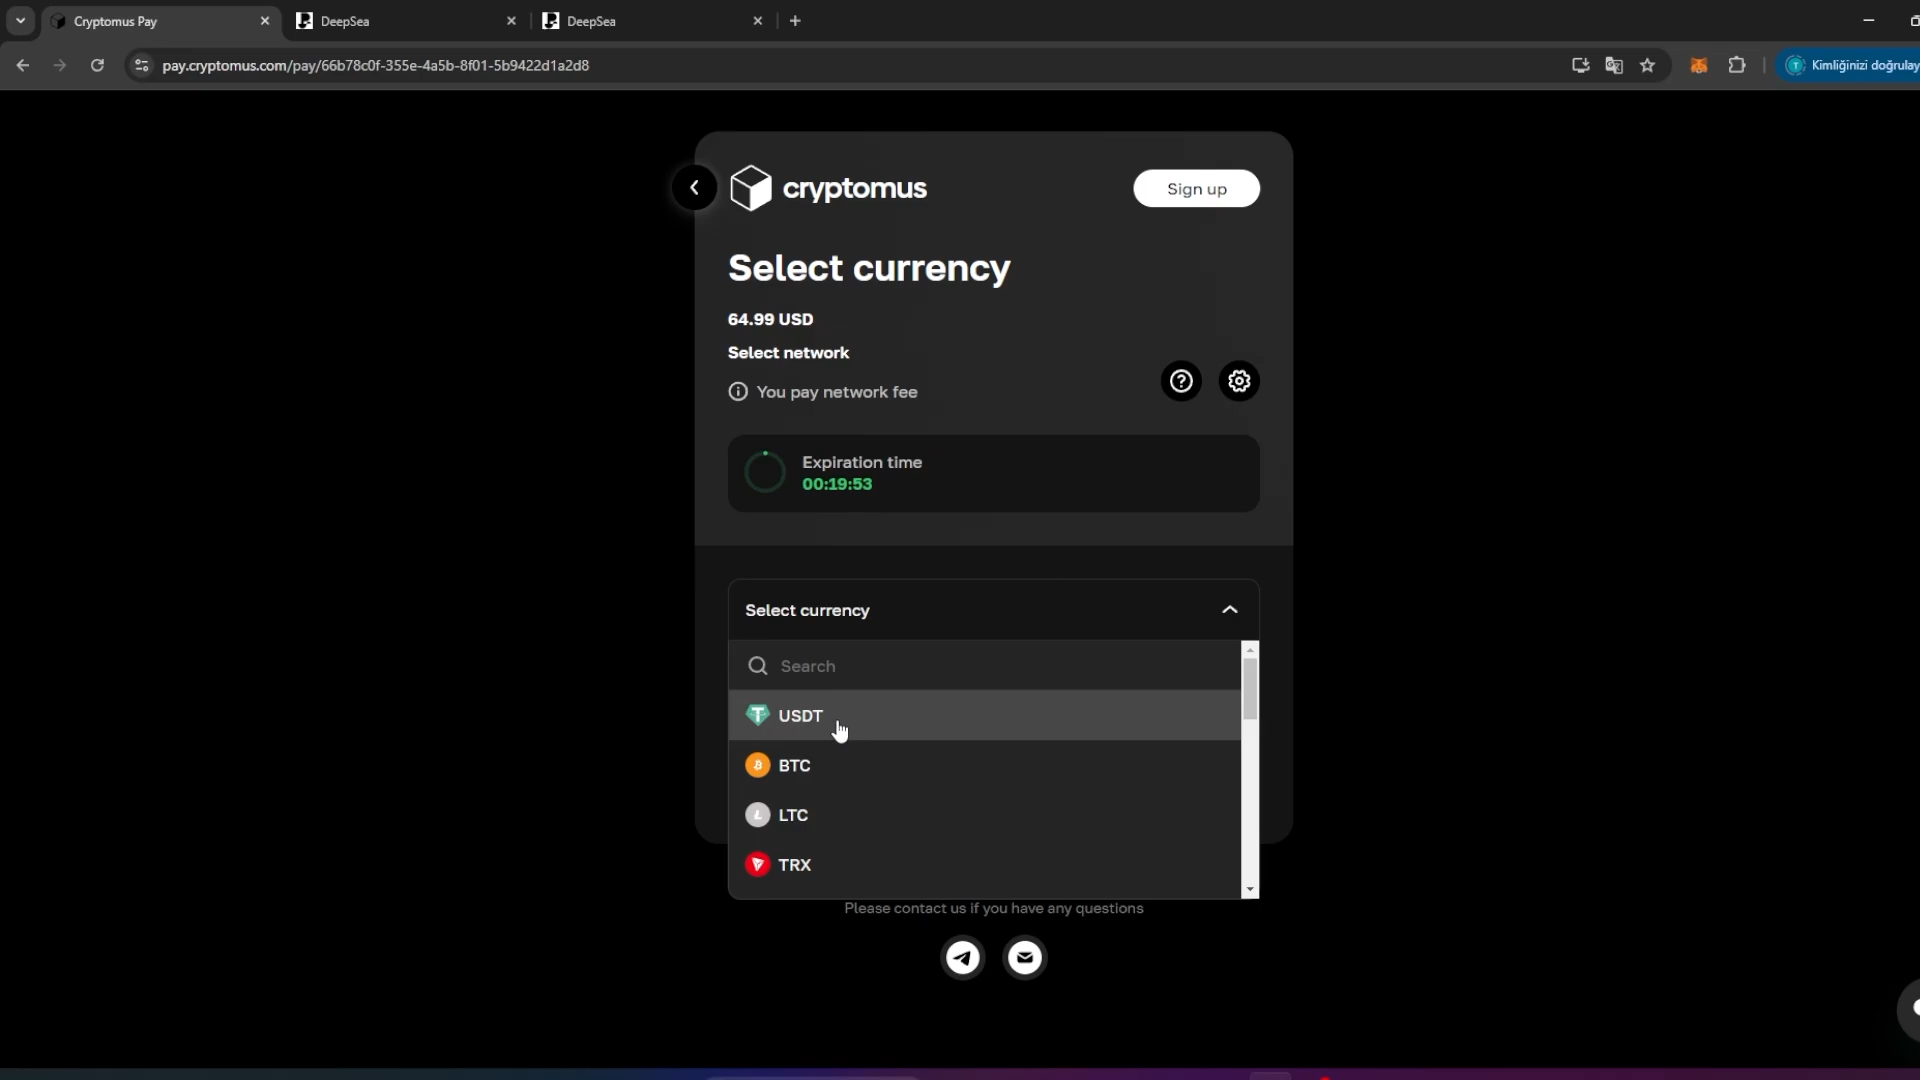 Cryptomus Pay
DeepSea
DeepSea
pay.cryptomus.com/pay/66b78c0f-355e-4a5b-8f01-5b9422d1a2d8
Kimliğinizi doğrulay
cryptomus
Sign up
Select currency
64.99 USD
Select network
You pay network fee
Expiration time
00:19:53
Select currency
Search
USDT
BTC
LTC
TRX
Please contact us if you have any questions